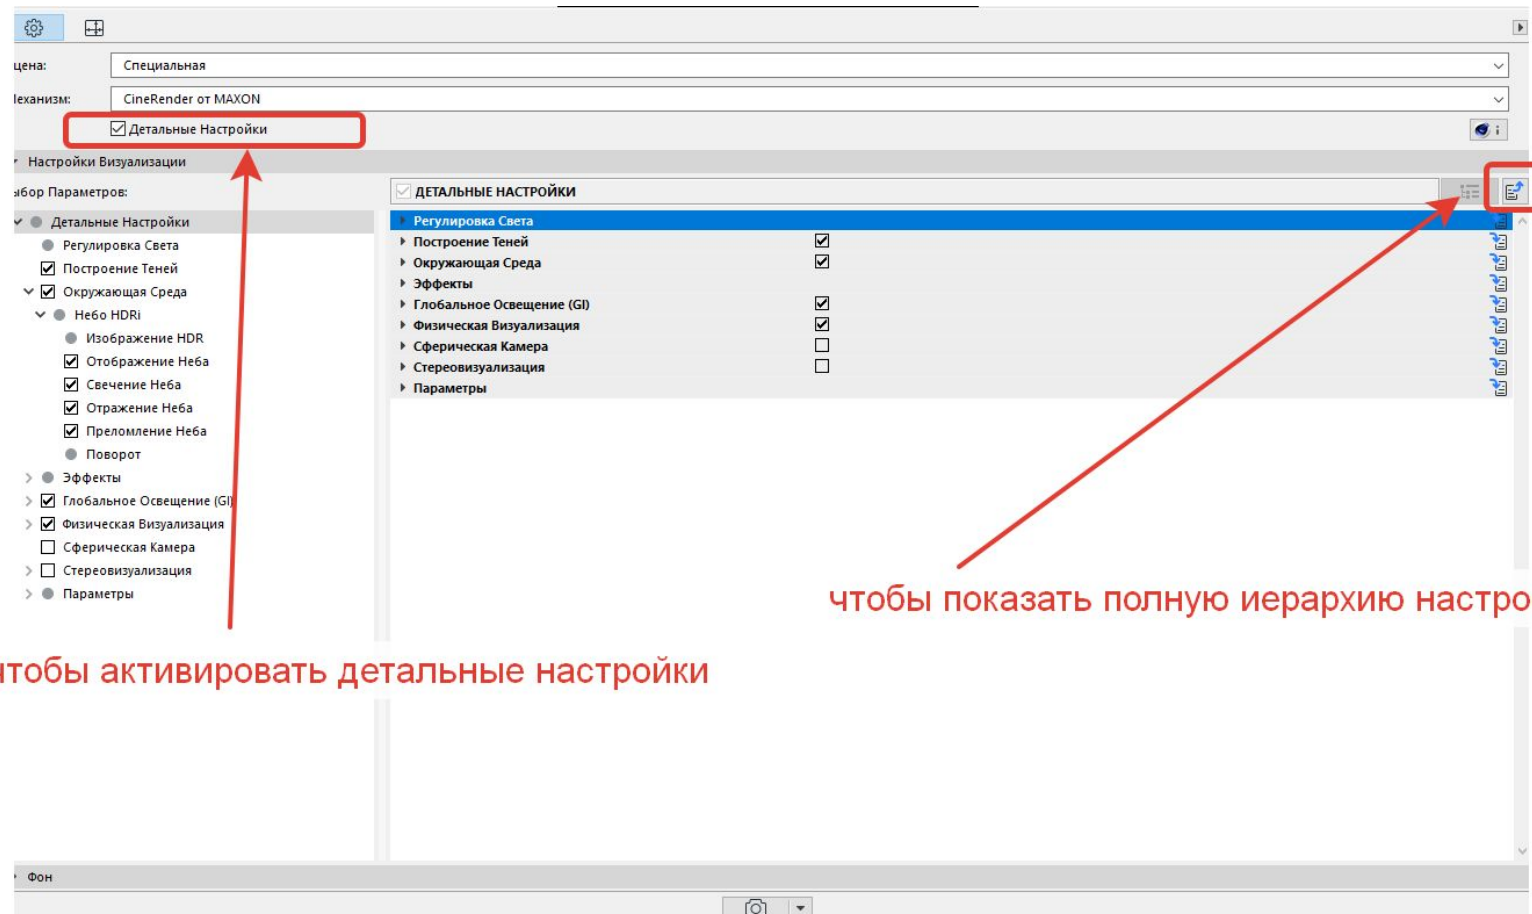 цена:
Специальная
Механизм:
CineRender от MAXON
Детальные Настройки
i
Настройки Визуализации
ыбор Параметров:
ДЕТАЛЬНЫЕ НАСТРОЙКИ
Детальные Настройки
Регулировка Света
Построение Теней
Окружающая Среда
Небо HDRi
Изображение HDR
Отображение Неба
Свечение Неба
Отражение Неба
Преломление Неба
Поворот
Эффекты
Глобальное Освещение (GI)
Физическая Визуализация
Сферическая Камера
Стереовизуализация
Параметры
Регулировка Света
Построение Теней
Окружающая Среда
Эффекты
Глобальное Освещение (GI)
Физическая Визуализация
Сферическая Камера
Стереовизуализация
Параметры
чтобы показать полную иерархию настро
чтобы активировать детальные настройки
Фон